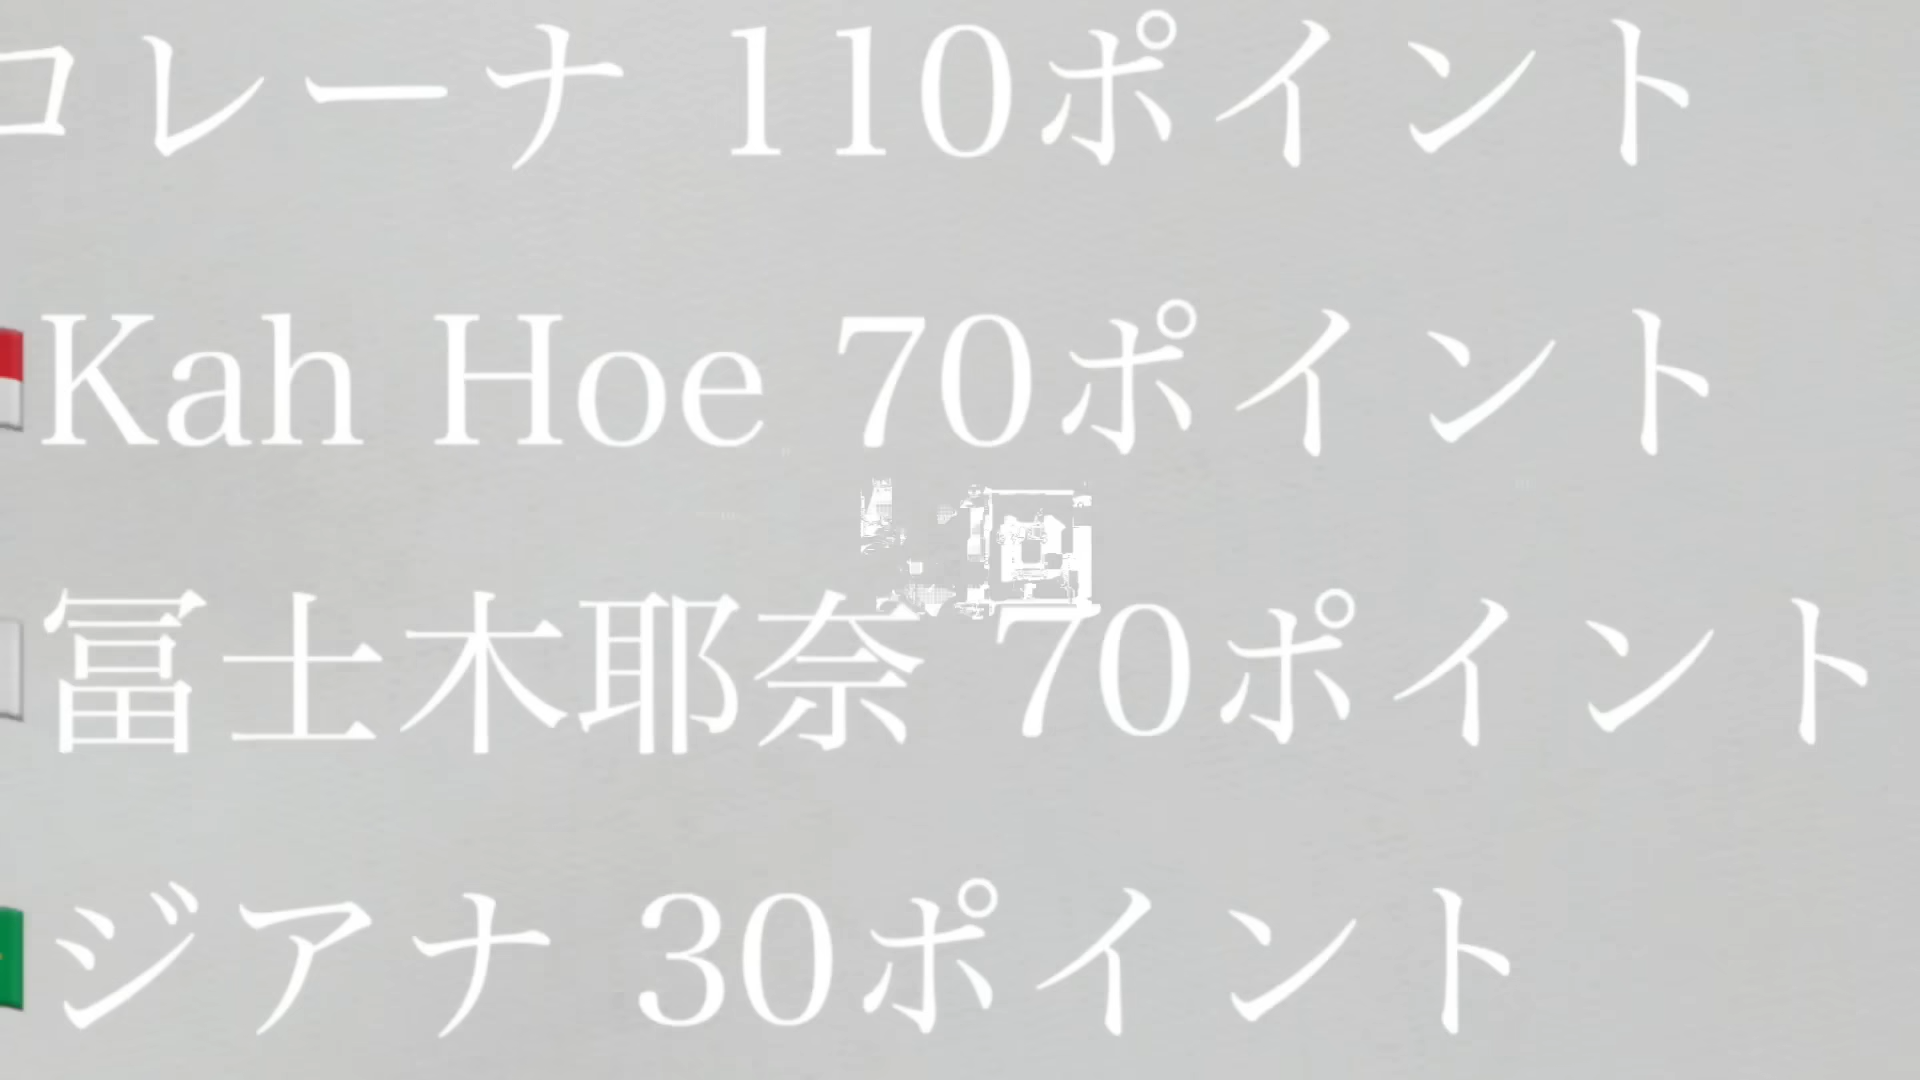 コレーナ 110ポイント
Kah Hoe 70ポイント
冨士木耶奈 70ポイント
ジアナ 30ポイント